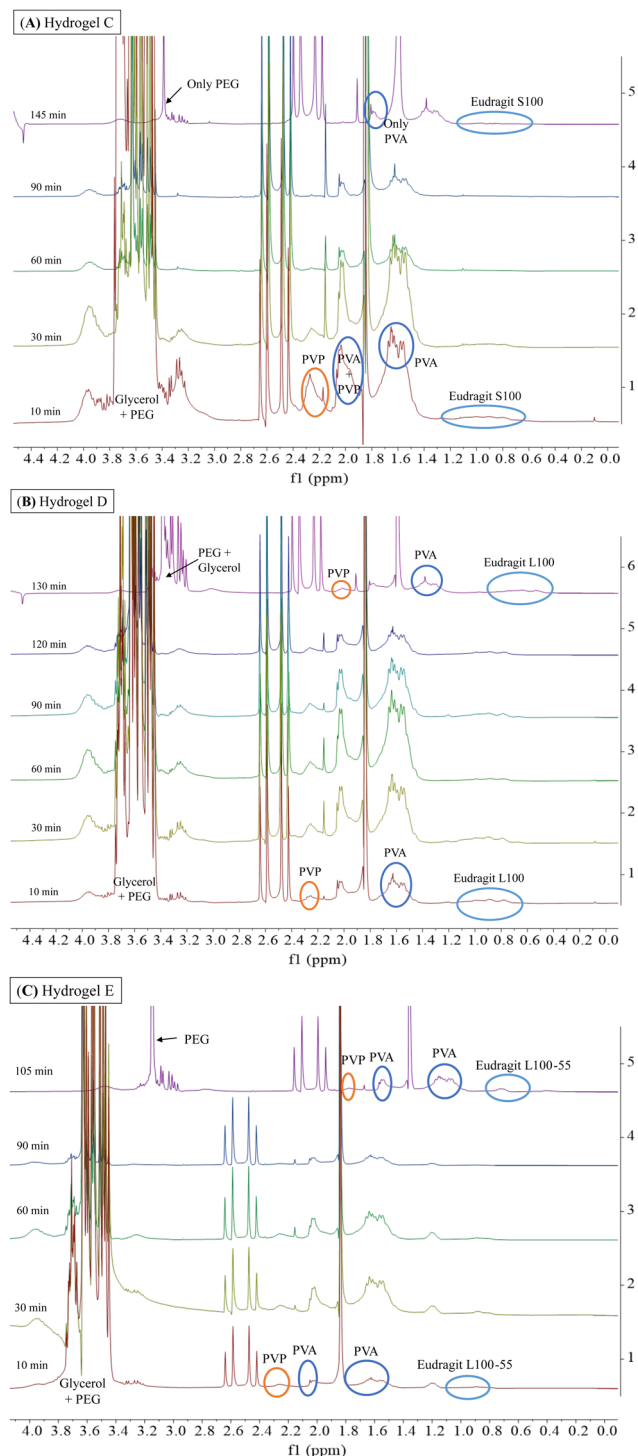 (A) Hydrogel C
Only PEG
Eudragit S100
145 min
5
Only
PVA
90 min
4
60 min
3
30 min
2
PVP
PVA
+
PVP
PVA
Glycerol
+ PEG
Eudragit S100
1
10 min
4.4 4.2 4.0 3.8 3.6 3.4 3.2 3.0 2.8 2.6 2.4 2.2 2.0 1.8 1.6 1.4 1.2 1.0 0.8 0.6 0.4 0.2 0.0
f1 (ppm)
(B) Hydrogel D
PEG +
Glycerol
PVP
PVA
Eudragit L100
6
130 min
5
120 min
4
90 min
3
60 min
2
30 min
PVA
PVP
Eudragit L100
1
10 min
Glycerol
+ PEG
4.4 4.2 4.0 3.8 3.6 3.4 3.2 3.0 2.8 2.6 2.4 2.2 2.0 1.8 1.6 1.4 1.2 1.0 0.8 0.6 0.4 0.2 0.0
f1 (ppm)
(C) Hydrogel E
PEG
PVP
PVA
PVA
Eudragit L100-55
5
105 min
4
90 min
3
60 min
2
30 min
PVP
PVA
PVA
Eudragit L100-55
1
10 min
Glycerol
+ PEG
4.0 3.8 3.6 3.4 3.2 3.0 2.8 2.6 2.4 2.2 2.0 1.8 1.6 1.4 1.2 1.0 0.8 0.6 0.4 0.2 0.0
f1 (ppm)